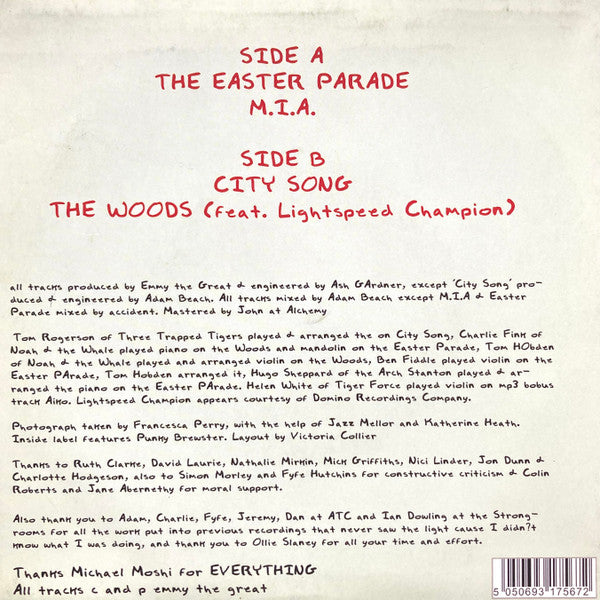 SIDE A
THE EASTER PARADE
M.I.A.
SIDE B
CITY SONG
THE WOODS (feat. Lightspeed Champion)
all tracks produced by Emmy the Great & engineered by Ash GArdner, except 'City Song' pro-
duced & engineered by Adam Beach. All tracks mixed by Adam Beach except M.I.A & Easter
Parade mixed by accident. Mastered by John at Alchemy
Tom Rogerson of Three Trapped Tigers played & arranged the on City Song, Charlie Fink of
Noah & the Whale played piano on the Woods and mandolin on the Easter Parade, Tom HObden
of Noah & the Whale played and arranged violin on the Woods, Ben Fiddle played violin on the
Easter PArade, Tom Hobden arranged it, Hugo Sheppard of the Arch Stanton played & ar-
ranged the piano on the Easter PArade. Helen White of Tiger Force played violin on mp3 bobus
track Aiko. Lightspeed Champion appears courtesy of Domino Recordings Company.
Photograph taken by Francesca Perry, with the help of Jazz Mellor and Katherine Heath.
Inside label features Punky Brewster. Layout by Victoria Collier
Thanks to Ruth Clarke, David Laurie, Nathalie Mirkin, Mick Griffiths, Nici Linder, Jon Dunn &
Charlotte Hodgeson, also to Simon Morley and Fyfe Hutchins for constructive criticism & Colin
Roberts and Jane Abernethy for moral support.
Also thank you to Adam, Charlie, Fyfe, Jeremy, Dan at ATC and Ian Dowling at the Strong-
rooms for all the work put into previous recordings that never saw the light cause I didn?t
know what I was doing, and thank you to Ollie Slaney for all your time and effort.
Thanks Michael Moshi for EVERYTHING
All tracks c and p emmy the great
5 050693 175672